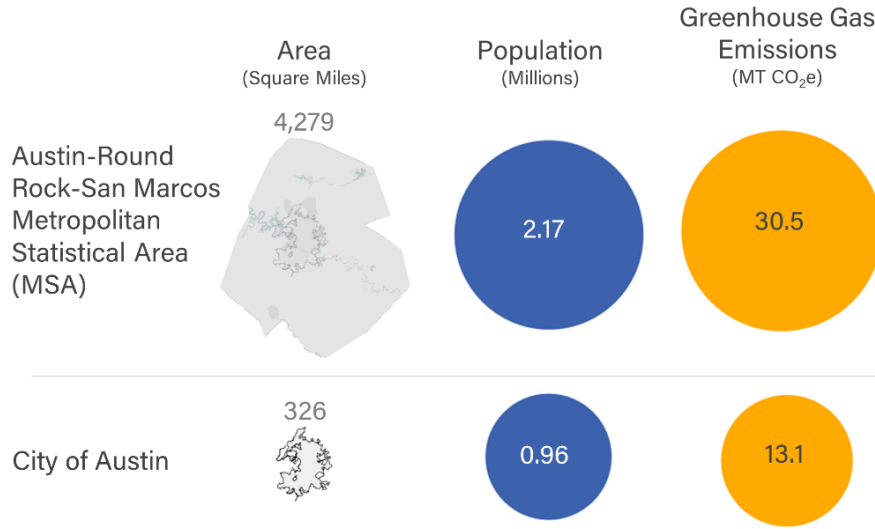 Area
(Square Miles)
Population
(Millions)
Greenhouse Gas
Emissions
(MT CO₂e)
Austin-Round
Rock-San Marcos
Metropolitan
Statistical Area
(MSA)
4,279
2.17
30.5
City of Austin
326
0.96
13.1